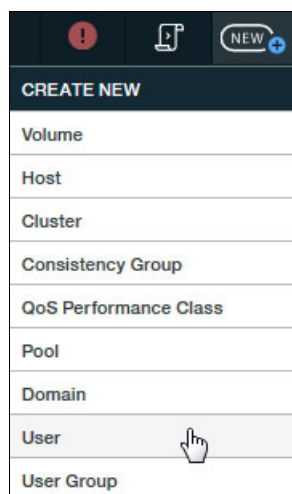 NEW
CREATE NEW
Volume
Host
Cluster
Consistency Group
QoS Performance Class
Pool
Domain
User
User Group